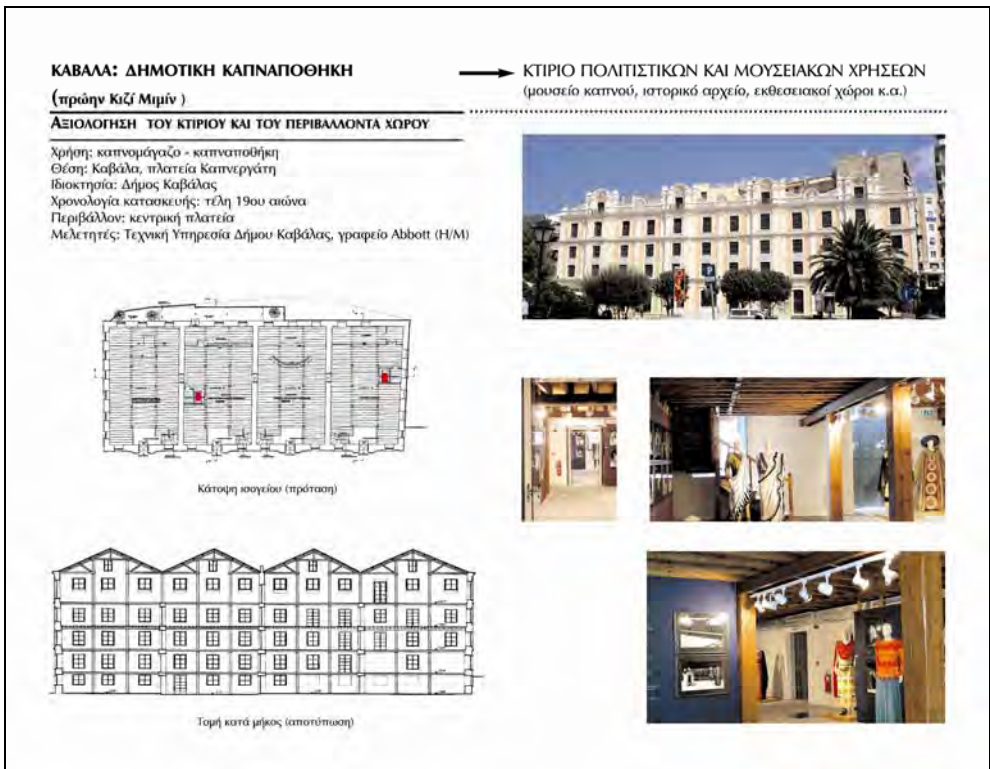 ΚΑΒΑΛΑ: ΔΗΜΟΤΙΚΗ ΚΑΠΝΑΠΟΘΗΚΗ
(πρώην Κιζί Μιμίν )
ΑΞΙΟΛΟΓΗΣΗ ΤΟΥ ΚΤΙΡΙΟΥ ΚΑΙ ΤΟΥ ΠΕΡΙΒΑΛΛΟΝΤΑ ΧΩΡΟΥ
Χρήση: καπνομάγαζο - καπναποθήκη
Θέση: Καβάλα, πλατεία Καπνεργάτη
Ιδιοκτησία: Δήμος Καβάλας
Χρονολογία κατασκευής: τέλη 19ου αιώνα
Περιβάλλον: κεντρική πλατεία
Μελετητές: Τεχνική Υπηρεσία Δήμου Καβάλας, γραφείο Abbott (Η/Μ)
Κάτοψη ισογείου (πρόταση)
Τομή κατά μήκος (αποτύπωση)
ΚΤΙΡΙΟ ΠΟΛΙΤΙΣΤΙΚΩΝ ΚΑΙ ΜΟΥΣΕΙΑΚΩΝ ΧΡΗΣΕΩΝ
(μουσείο καπνού, ιστορικό αρχείο, εκθεσειακοί χώροι κ.α.)
P